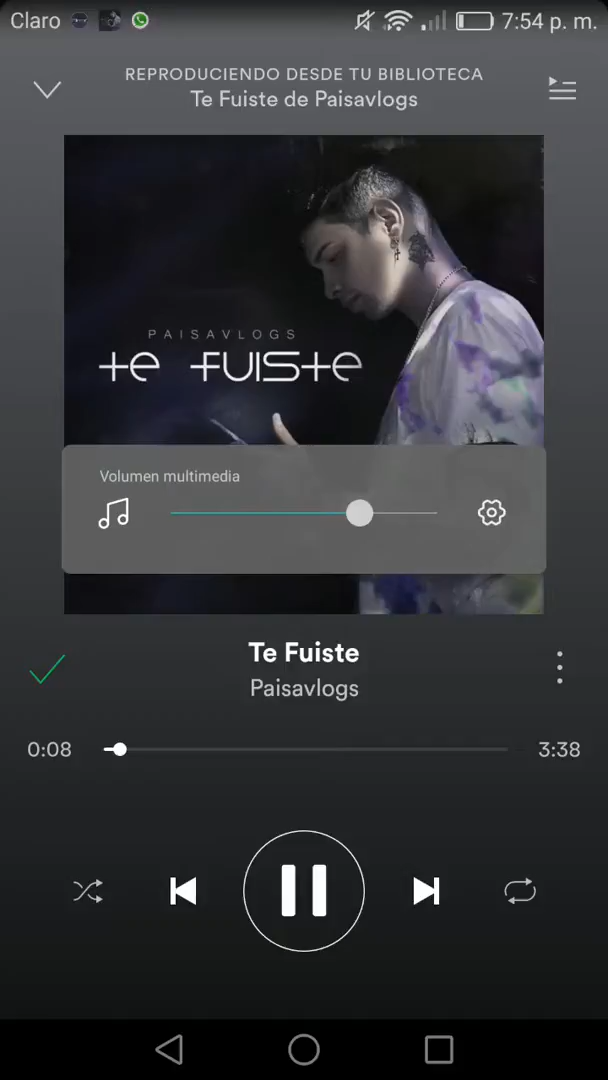 Claro 7:54 p. m.
REPRODUCIENDO DESDE TU BIBLIOTECA
Te Fuiste de Paisavlogs
PAISAVLOGS
te fuiste
Volumen multimedia
Te Fuiste
Paisavlogs
0:08 3:38